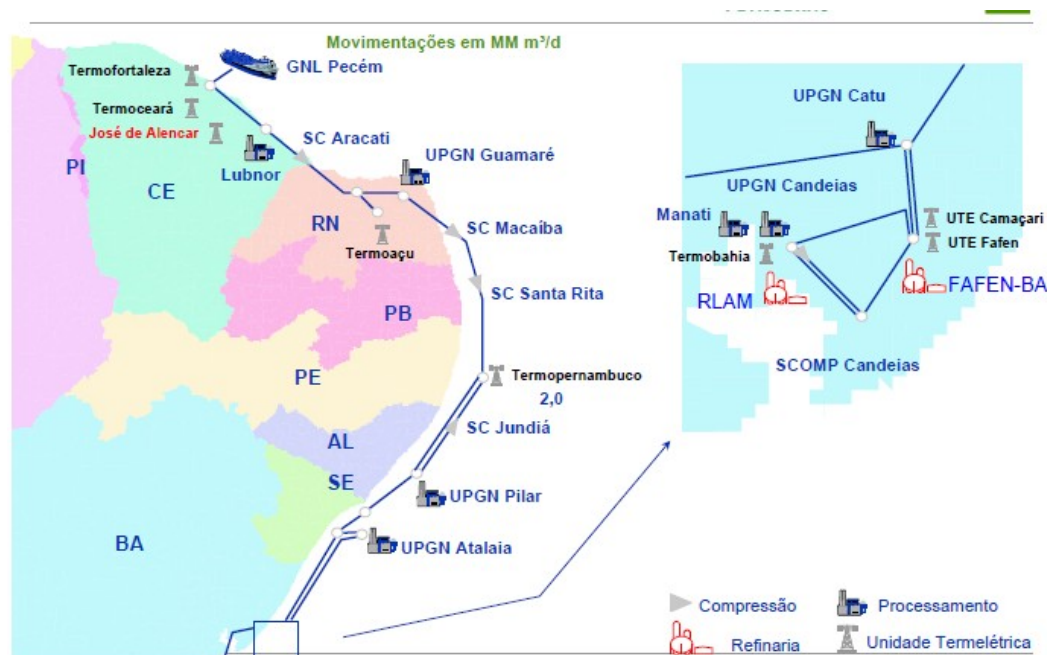 Movimentações em MM m³/d
Termofortaleza
GNL Pecém
Termoceará
José de Alencar
SC Aracati
UPGN Guamaré
Lubnor
PI
CE
RN
SC Macaíba
Termoaçu
SC Santa Rita
PB
PE
Termopernambuco
2,0
AL
SC Jundiá
SE
UPGN Pilar
BA
UPGN Atalaia
UPGN Catu
UPGN Candeias
Manati
UTE Camaçari
Termobahia
UTE Fafen
RLAM
FAFEN-BA
SCOMP Candeias
Compressão
Processamento
Refinaria
Unidade Termelétrica